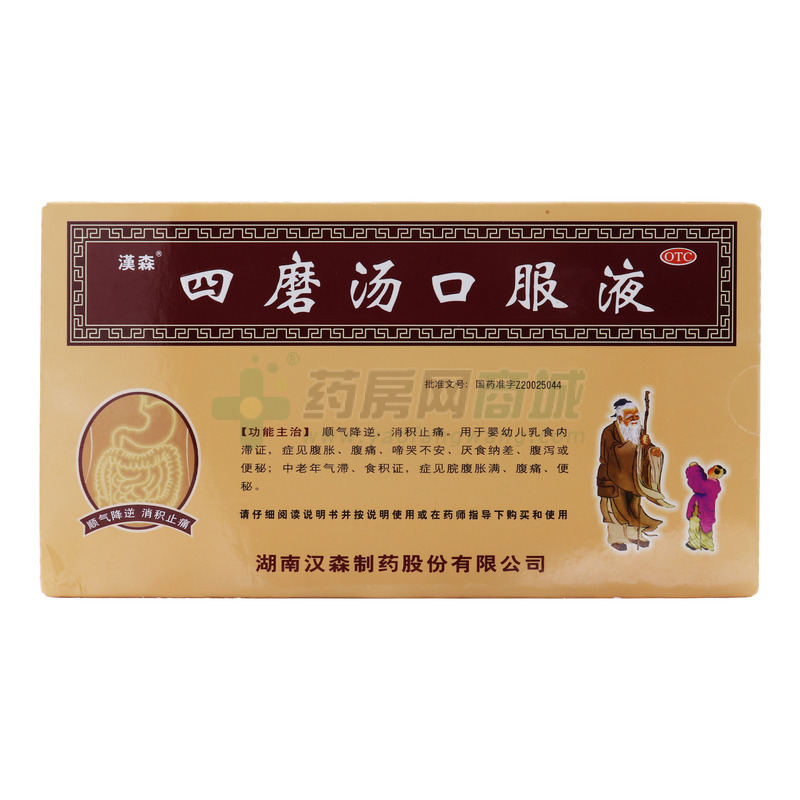 漢森®
四磨汤口服液
OTC
批准文号：国药准字Z20025044
药房网商城®
【功能主治】 顺气降逆、消积止痛。用于婴幼儿乳食内
滞证，症见腹胀、腹痛、啼哭不安、厌食纳差、腹泻或
便秘；中老年气滞、食积证，症见脘腹胀满、腹痛、便
秘。
顺气降逆 消积止痛
请仔细阅读说明书并按说明使用或在药师指导下购买和使用
湖南汉森制药股份有限公司